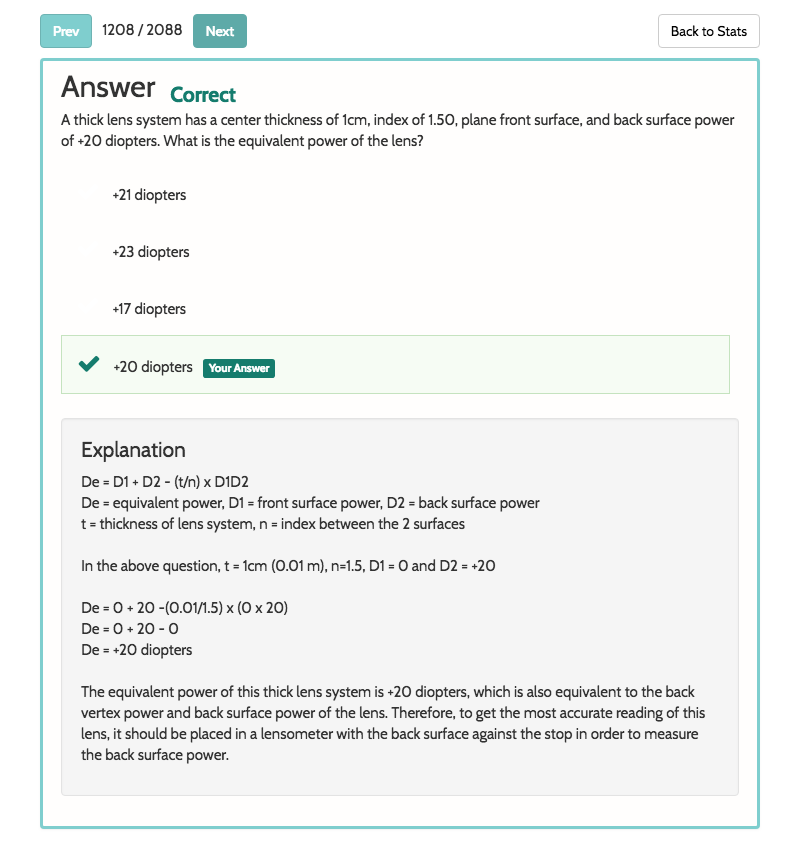 Prev 1208 / 2088 Next Back to Stats
Answer Correct
A thick lens system has a center thickness of 1cm, index of 1.50, plane front surface, and back surface power
of +20 diopters. What is the equivalent power of the lens?
+21 diopters
+23 diopters
+17 diopters
+20 diopters Your Answer
Explanation
De = D1 + D2 - (t/n) x D1D2
De = equivalent power, D1 = front surface power, D2 = back surface power
t = thickness of lens system, n = index between the 2 surfaces
In the above question, t = 1cm (0.01 m), n=1.5, D1 = 0 and D2 = +20
De = 0 + 20 -(0.01/1.5) x (0 x 20)
De = 0 + 20 - 0
De = +20 diopters
The equivalent power of this thick lens system is +20 diopters, which is also equivalent to the back
vertex power and back surface power of the lens. Therefore, to get the most accurate reading of this
lens, it should be placed in a lensometer with the back surface against the stop in order to measure
the back surface power.